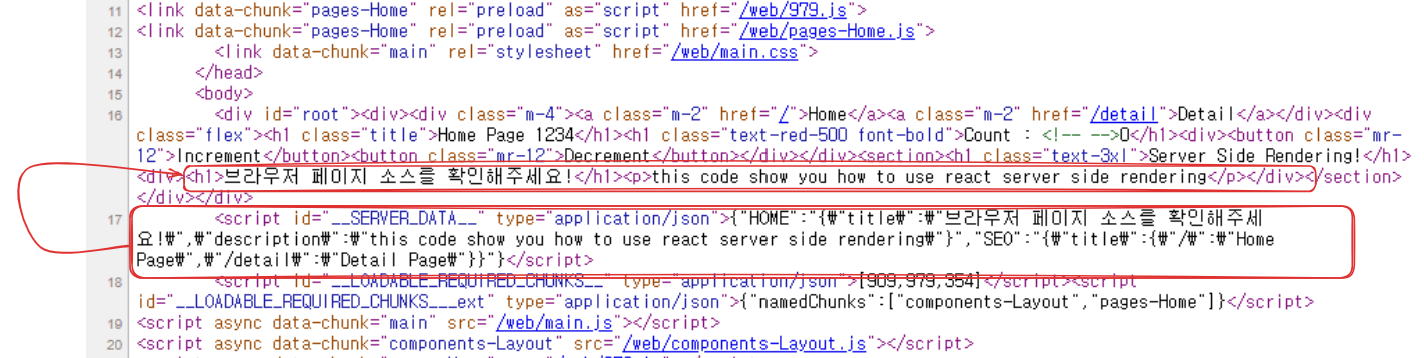 11 <link data-chunk="pages-Home" rel="preload" as="script" href="/web/979.js">
12 <link data-chunk="pages-Home" rel="preload" as="script" href="/web/pages-Home.js">
13 <link data-chunk="main" rel="stylesheet" href="/web/main.css">
14 </head>
15 <body>
16 <div id="root"><div><div class="m-4"><a class="m-2" href="/">Home</a><a class="m-2" href="/detail">Detail</a></div><div
class="flex"><h1 class="title">Home Page 1234</h1><h1 class="text-red-500 font-bold">Count : <!-- -->0</h1><div><button class="mr-
12">Increment</button><button class="mr-12">Decrement</button></div></div><section><h1 class="text-3xl">Server Side Rendering!</h1>
<div><h1>브라우저 페이지 소스를 확인해주세요!</h1><p>this code show you how to use react server side rendering</p></div></section>
</div></div>
17 <script id="__SERVER_DATA__" type="application/json">{"HOME":"{₩"title₩":₩"브라우저 페이지 소스를 확인해주세
요!₩",₩"description₩":₩"this code show you how to use react server side rendering₩"}","SEO":"{₩"title₩":{₩"/₩":₩"Home
Page₩",₩"/detail₩":₩"Detail Page₩"}}"}</script>
18 <script id="__LOADABLE_REQUIRED_CHUNKS__" type="application/json">[909,979,354]</script><script
id="__LOADABLE_REQUIRED_CHUNKS___ext" type="application/json">{"namedChunks":["components-Layout","pages-Home"]}</script>
19 <script async data-chunk="main" src="/web/main.js"></script>
20 <script async data-chunk="components-Layout" src="/web/components-Layout.js"></script>